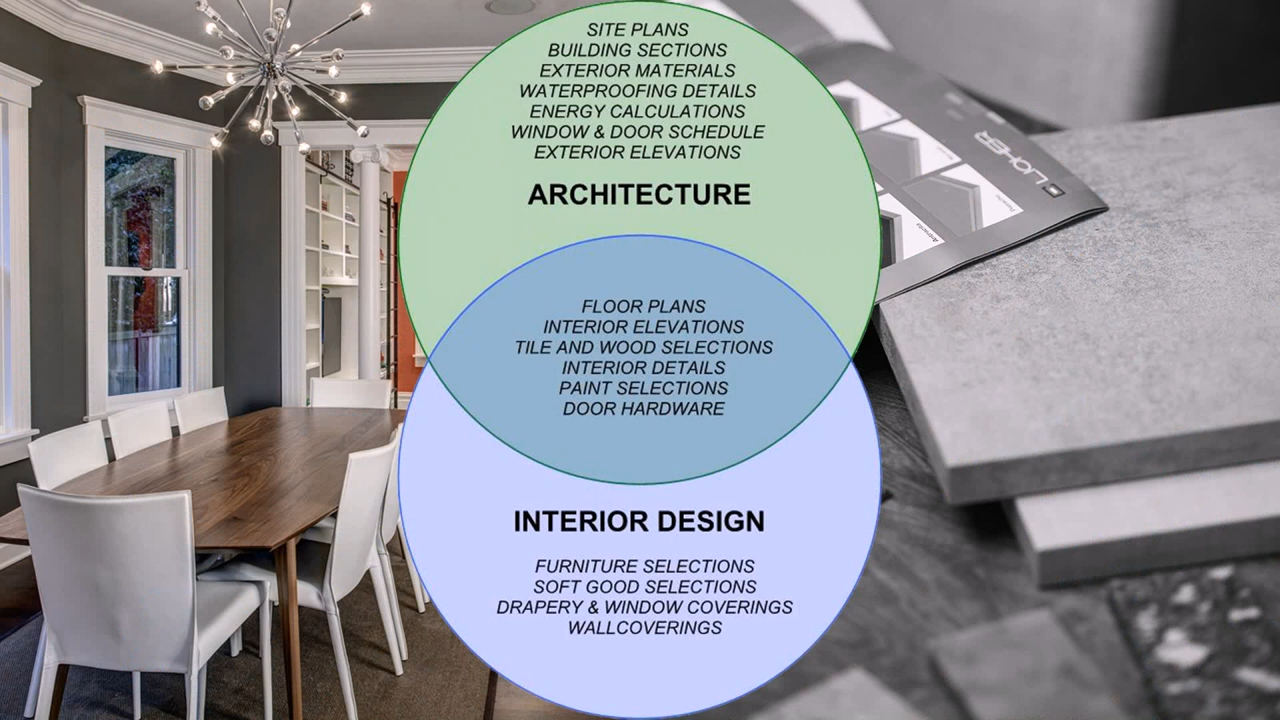 SITE PLANS
BUILDING SECTIONS
EXTERIOR MATERIALS
WATERPROOFING DETAILS
ENERGY CALCULATIONS
WINDOW & DOOR SCHEDULE
EXTERIOR ELEVATIONS
ARCHITECTURE
FLOOR PLANS
INTERIOR ELEVATIONS
TILE AND WOOD SELECTIONS
INTERIOR DETAILS
PAINT SELECTIONS
DOOR HARDWARE
INTERIOR DESIGN
FURNITURE SELECTIONS
SOFT GOOD SELECTIONS
DRAPERY & WINDOW COVERINGS
WALLCOVERINGS
LIOHER